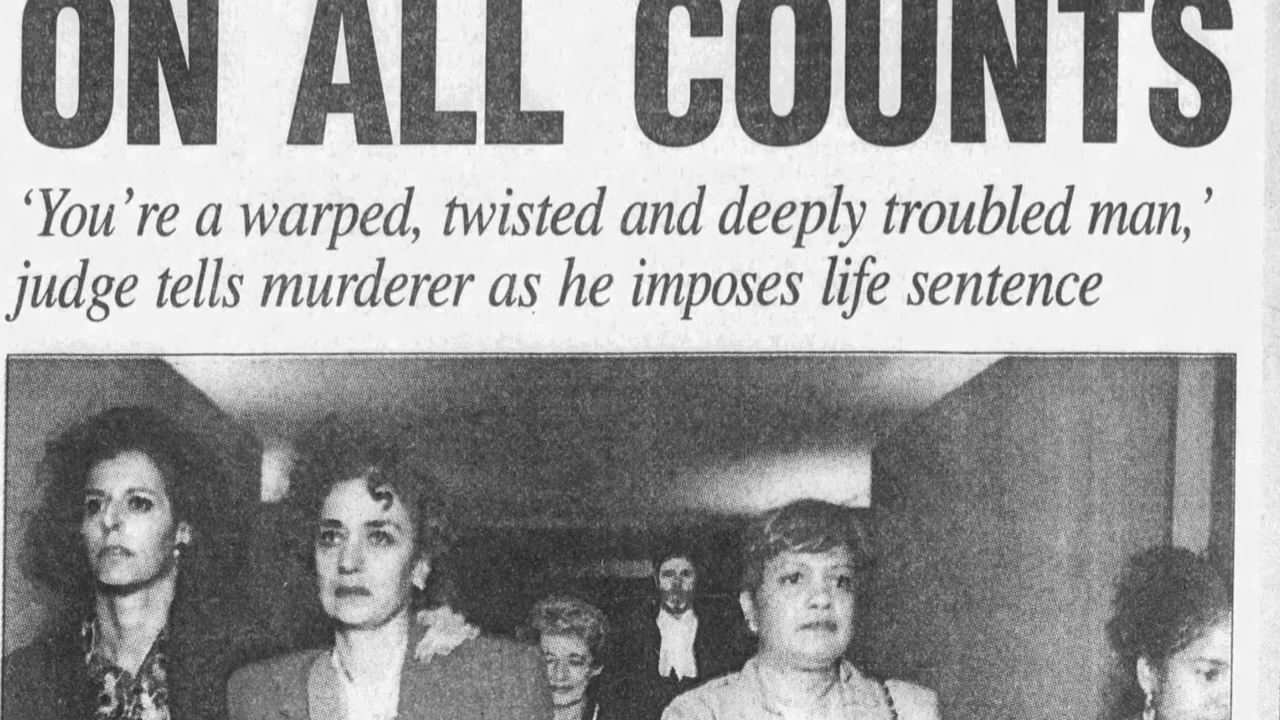 ON ALL COUNTS
‘You’re a warped, twisted and deeply troubled man,’
judge tells murderer as he imposes life sentence